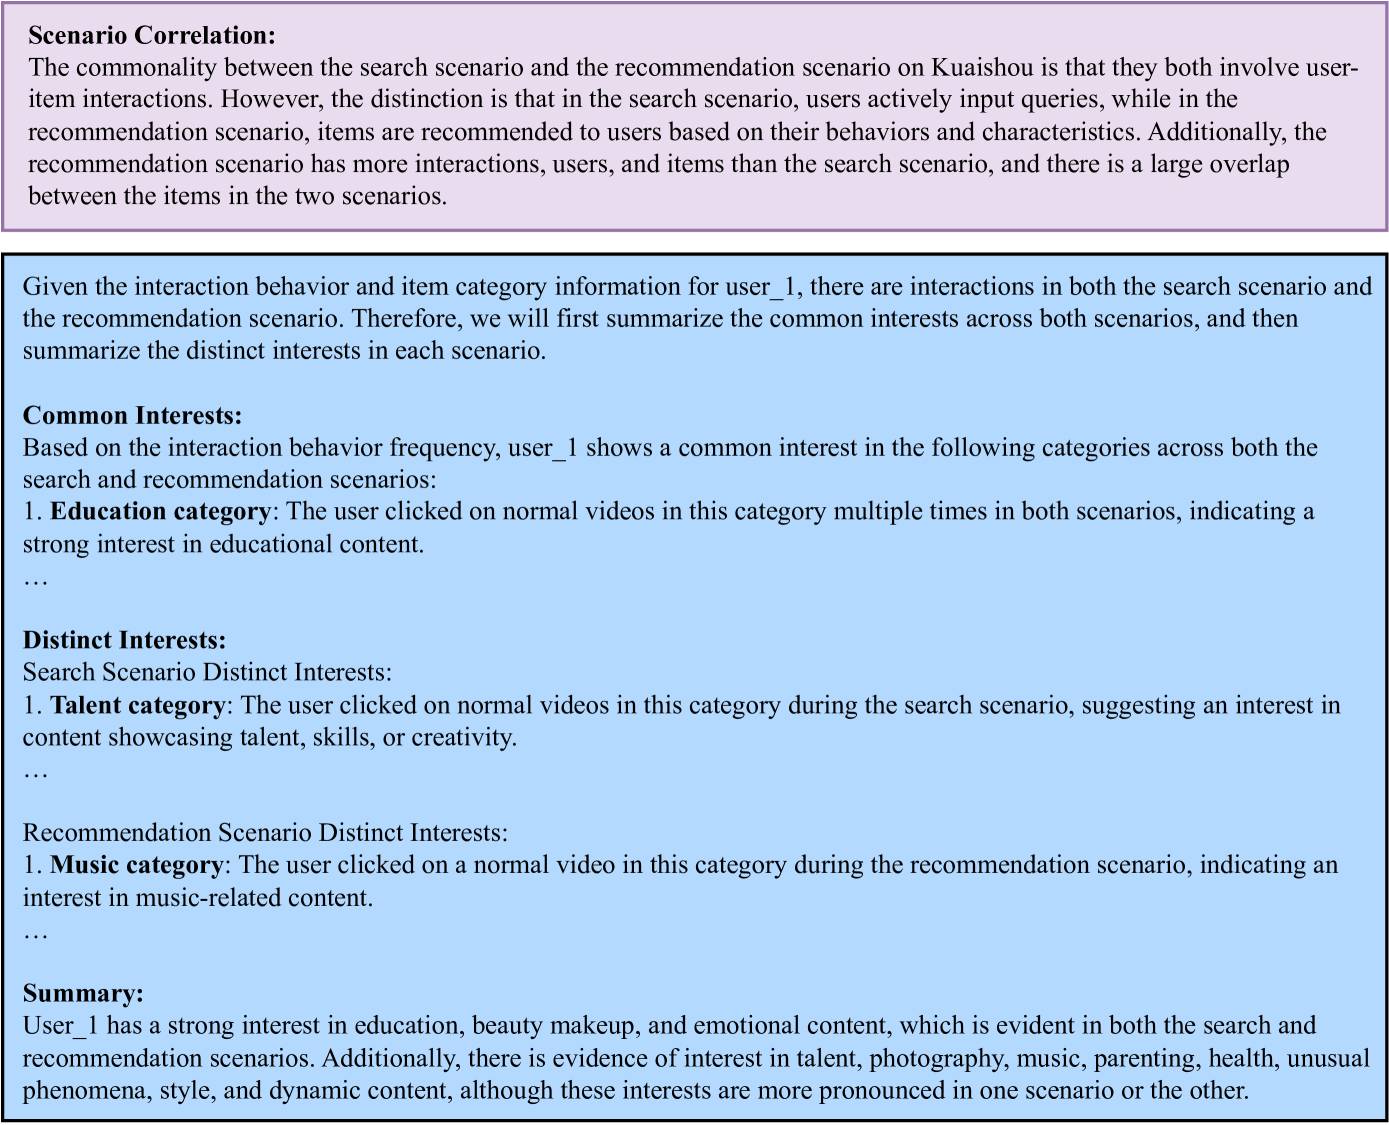 Scenario Correlation:
The commonality between the search scenario and the recommendation scenario on Kuaishou is that they both involve user-
item interactions. However, the distinction is that in the search scenario, users actively input queries, while in the
recommendation scenario, items are recommended to users based on their behaviors and characteristics. Additionally, the
recommendation scenario has more interactions, users, and items than the search scenario, and there is a large overlap
between the items in the two scenarios.
Given the interaction behavior and item category information for user_1, there are interactions in both the search scenario and
the recommendation scenario. Therefore, we will first summarize the common interests across both scenarios, and then
summarize the distinct interests in each scenario.
Common Interests:
Based on the interaction behavior frequency, user_1 shows a common interest in the following categories across both the
search and recommendation scenarios:
1. Education category: The user clicked on normal videos in this category multiple times in both scenarios, indicating a
strong interest in educational content.
…
Distinct Interests:
Search Scenario Distinct Interests:
1. Talent category: The user clicked on normal videos in this category during the search scenario, suggesting an interest in
content showcasing talent, skills, or creativity.
…
Recommendation Scenario Distinct Interests:
1. Music category: The user clicked on a normal video in this category during the recommendation scenario, indicating an
interest in music-related content.
…
Summary:
User_1 has a strong interest in education, beauty makeup, and emotional content, which is evident in both the search and
recommendation scenarios. Additionally, there is evidence of interest in talent, photography, music, parenting, health, unusual
phenomena, style, and dynamic content, although these interests are more pronounced in one scenario or the other.